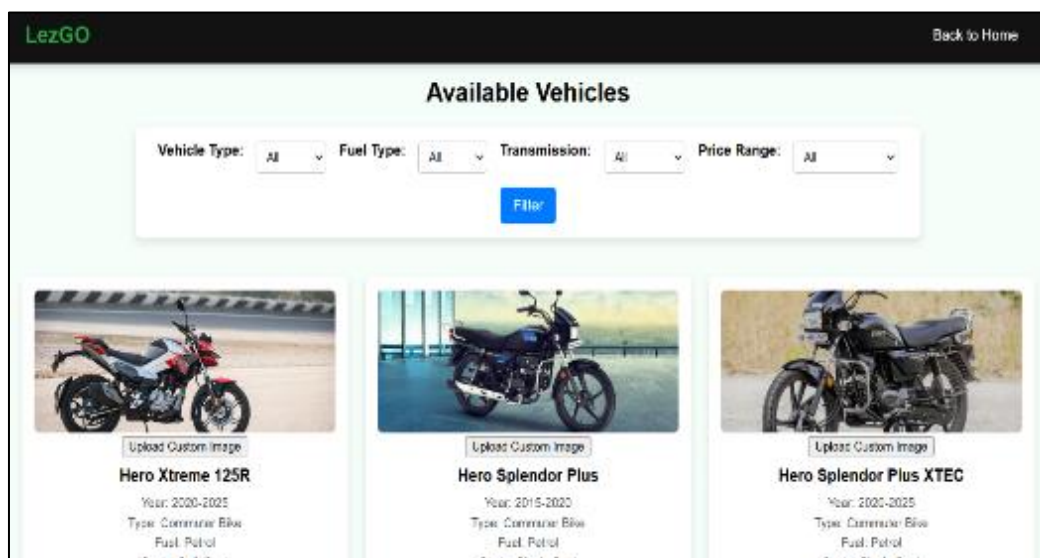 LezGO
Back to Home
Available Vehicles
Vehicle Type: All Fuel Type: All Transmission: All Price Range: All
Filter
Upload Custom Image
Upload Custom Image
Upload Custom Image
Hero Xtreme 125R
Hero Splendor Plus
Hero Splendor Plus XTEC
Year: 2020-2025
Year: 2015-2020
Year: 2020-2025
Type: Commuter Bike
Type: Commuter Bike
Type: Commuter Bike
Fuel: Petrol
Fuel: Petrol
Fuel: Petrol